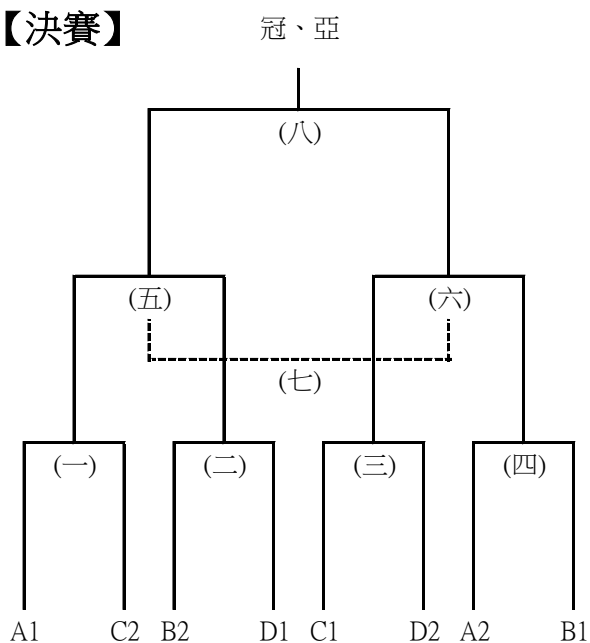 【決賽】 冠、亞
(八)
(五) (六)
(七)
(一) (二) (三) (四)
A1 C2 B2 D1 C1 D2 A2 B1